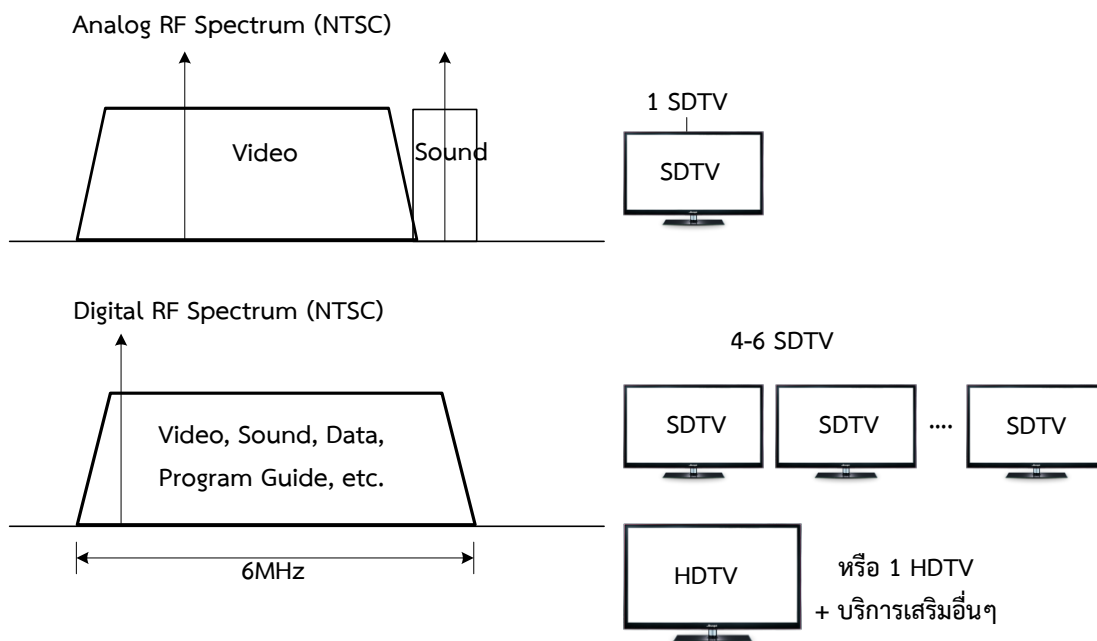 Analog RF Spectrum (NTSC)
Video
Sound
1 SDTV
SDTV
Digital RF Spectrum (NTSC)
Video, Sound, Data,
Program Guide, etc.
6MHz
4-6 SDTV
SDTV
SDTV
....
SDTV
HDTV
หรือ 1 HDTV
+ บริการเสริมอื่นๆ